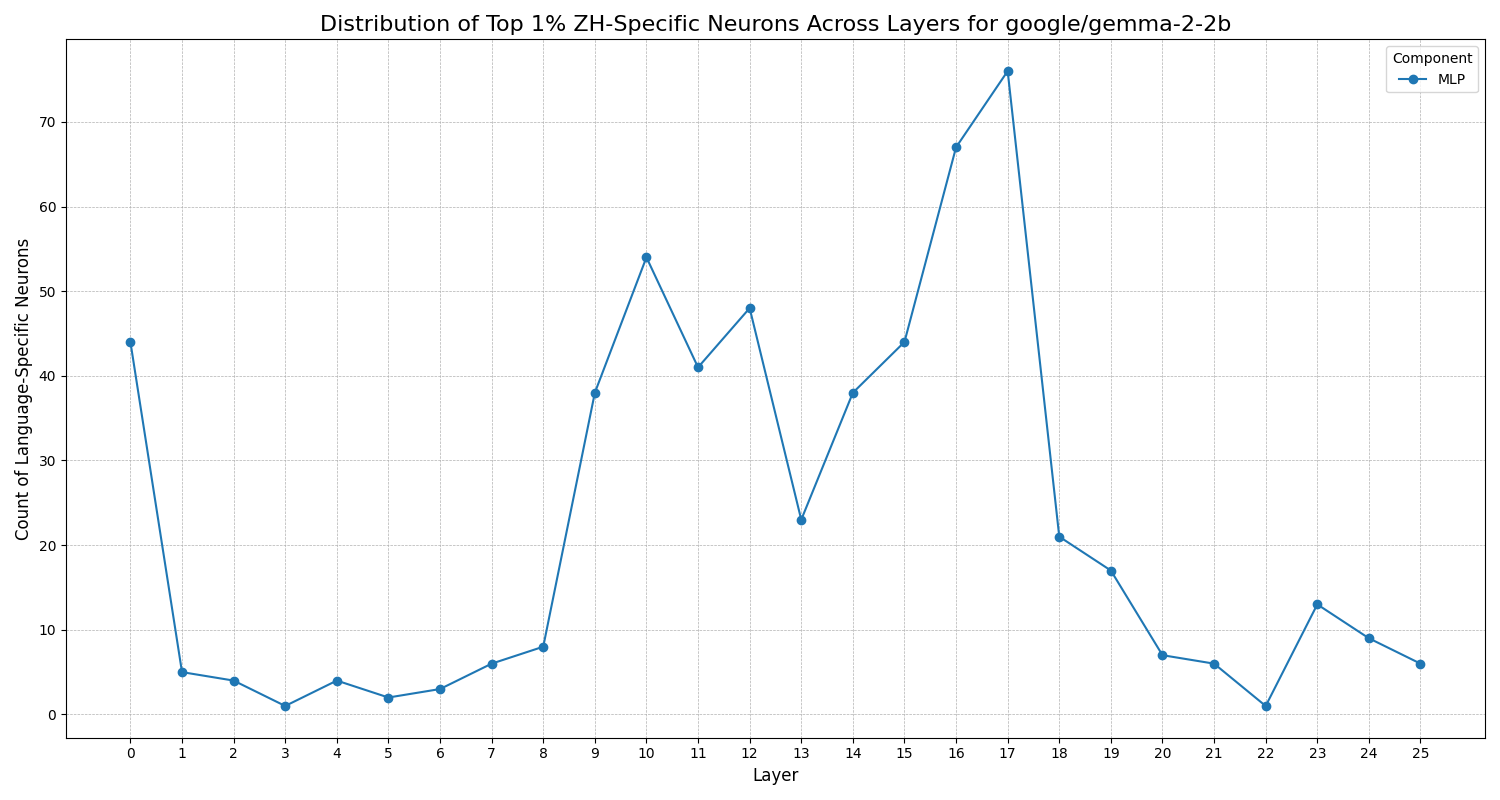 Distribution of Top 1% ZH-Specific Neurons Across Layers for google/gemma-2-2b
Component
MLP
Count of Language-Specific Neurons
70
60
50
40
30
20
10
0
0 1 2 3 4 5 6 7 8 9 10 11 12 13 14 15 16 17 18 19 20 21 22 23 24 25
Layer